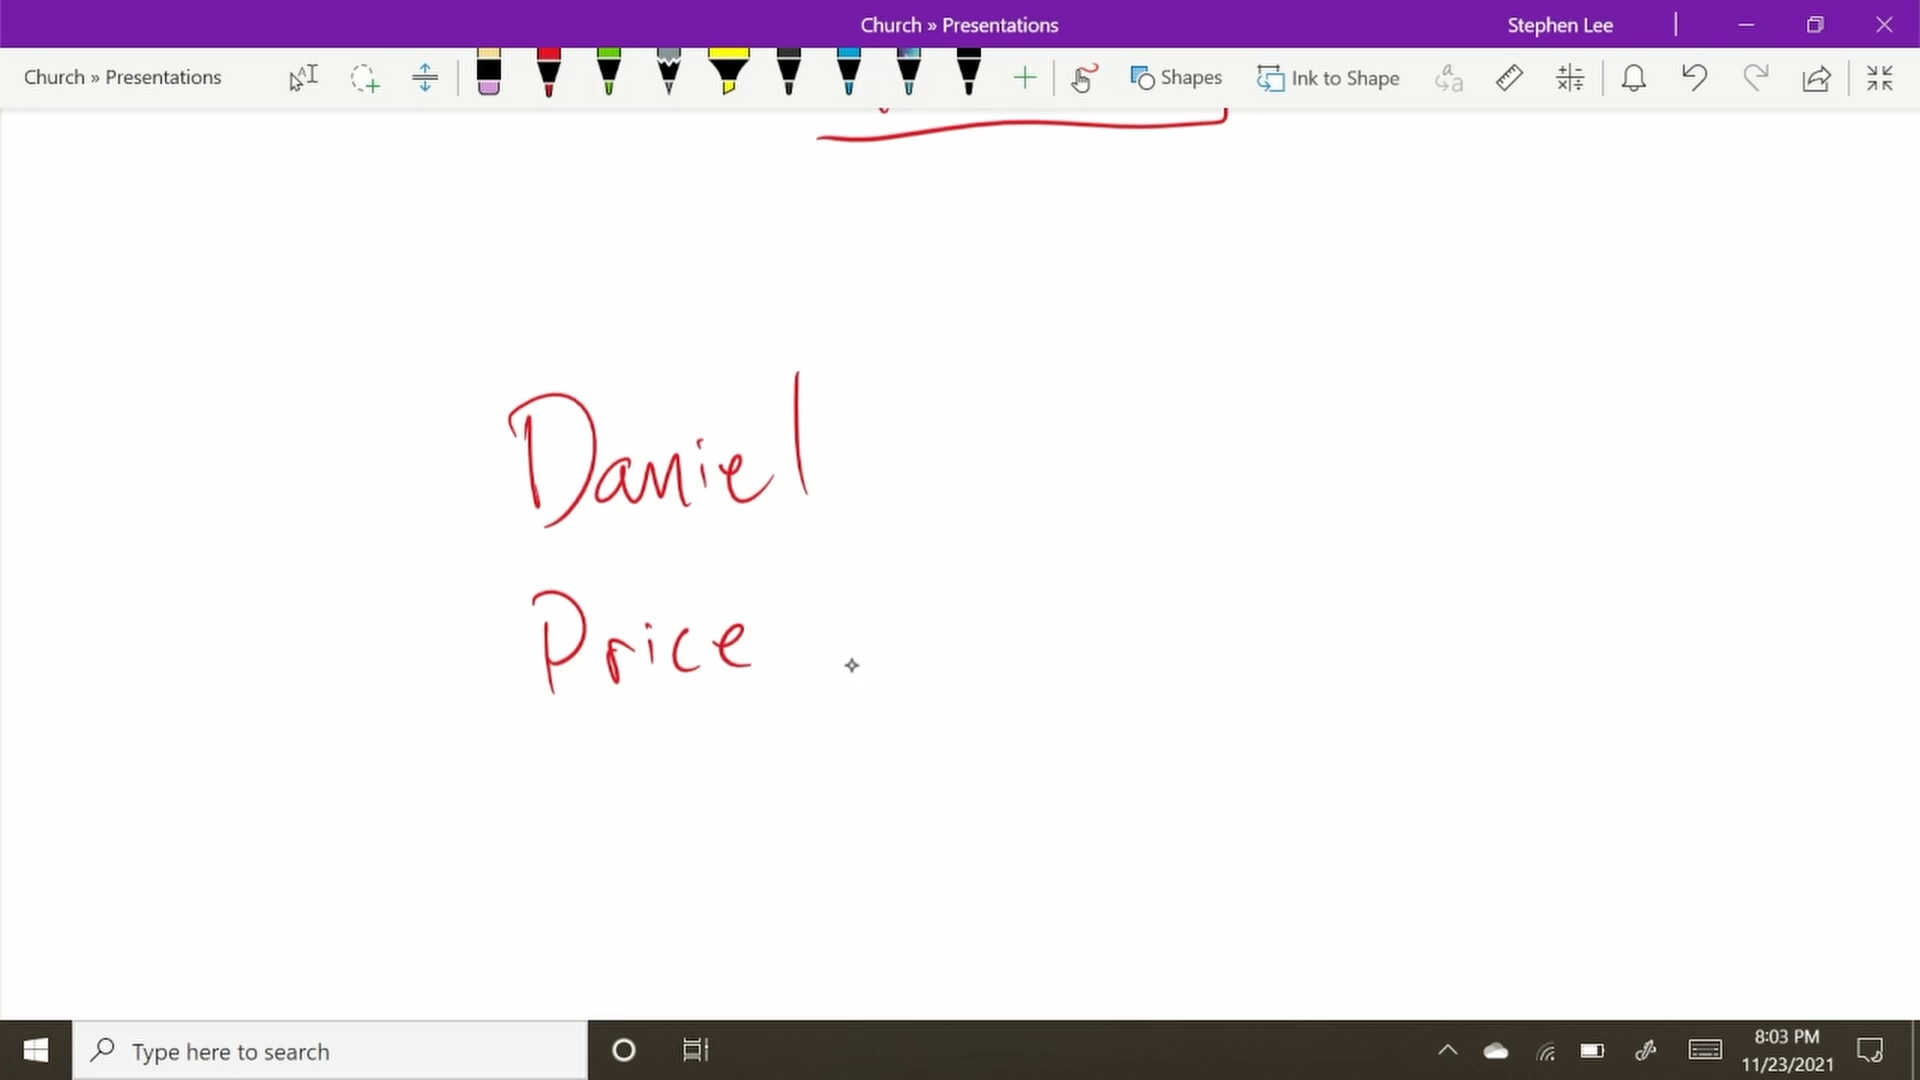 Church » Presentations
Stephen Lee
Church » Presentations
Shapes
Ink to Shape
Daniel
Price
Type here to search
8:03 PM
11/23/2021